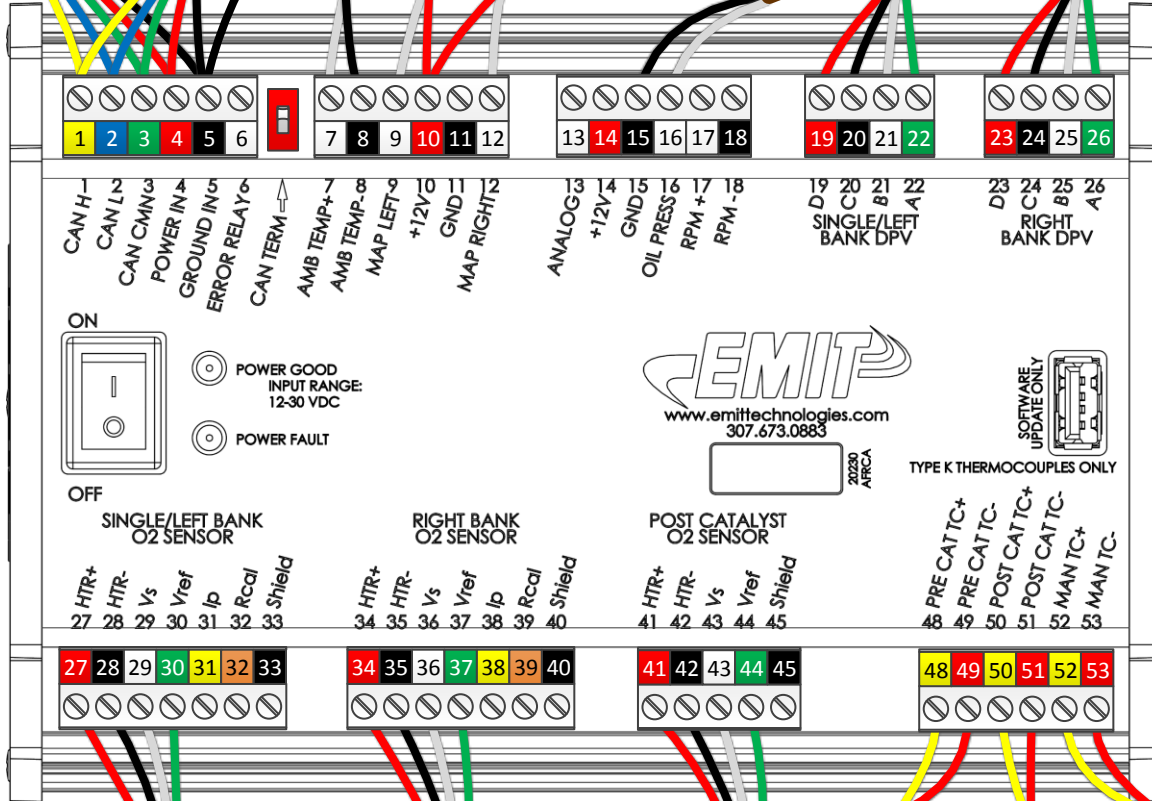 1 2 3 4 5 6
7 8 9 10 11 12
13 14 15 16 17 18
19 20 21 22
23 24 25 26
CAN H 1
CAN L 2
CAN CMN 3
POWER IN 4
GROUND IN 5
ERROR RELAY 6
CAN TERM
AMB TEMP+ 7
AMB TEMP- 8
MAP LEFT 9
+12V 10
GND 11
MAP RIGHT 12
ANALOG 13
+12V 14
GND 15
OIL PRESS 16
RPM + 17
RPM - 18
D 19
C 20
B 21
A 22
SINGLE/LEFT
BANK DPV
D 23
C 24
B 25
A 26
RIGHT
BANK DPV
ON
OFF
POWER GOOD
INPUT RANGE:
12-30 VDC
POWER FAULT
EMIT
www.emittechnologies.com
307.673.0883
20230
AFRCA
SOFTWARE
UPDATE ONLY
TYPE K THERMOCOUPLES ONLY
SINGLE/LEFT BANK
O2 SENSOR
HTR+ 27
HTR- 28
Vs 29
Vref 30
Ip 31
Rcal 32
Shield 33
RIGHT BANK
O2 SENSOR
HTR+ 34
HTR- 35
Vs 36
Vref 37
Ip 38
Rcal 39
Shield 40
POST CATALYST
O2 SENSOR
HTR+ 41
HTR- 42
Vs 43
Vref 44
Shield 45
PRE CAT TC+ 48
PRE CAT TC- 49
POST CAT TC+ 50
POST CAT TC- 51
MAN TC+ 52
MAN TC- 53
27 28 29 30 31 32 33
34 35 36 37 38 39 40
41 42 43 44 45
48 49 50 51 52 53